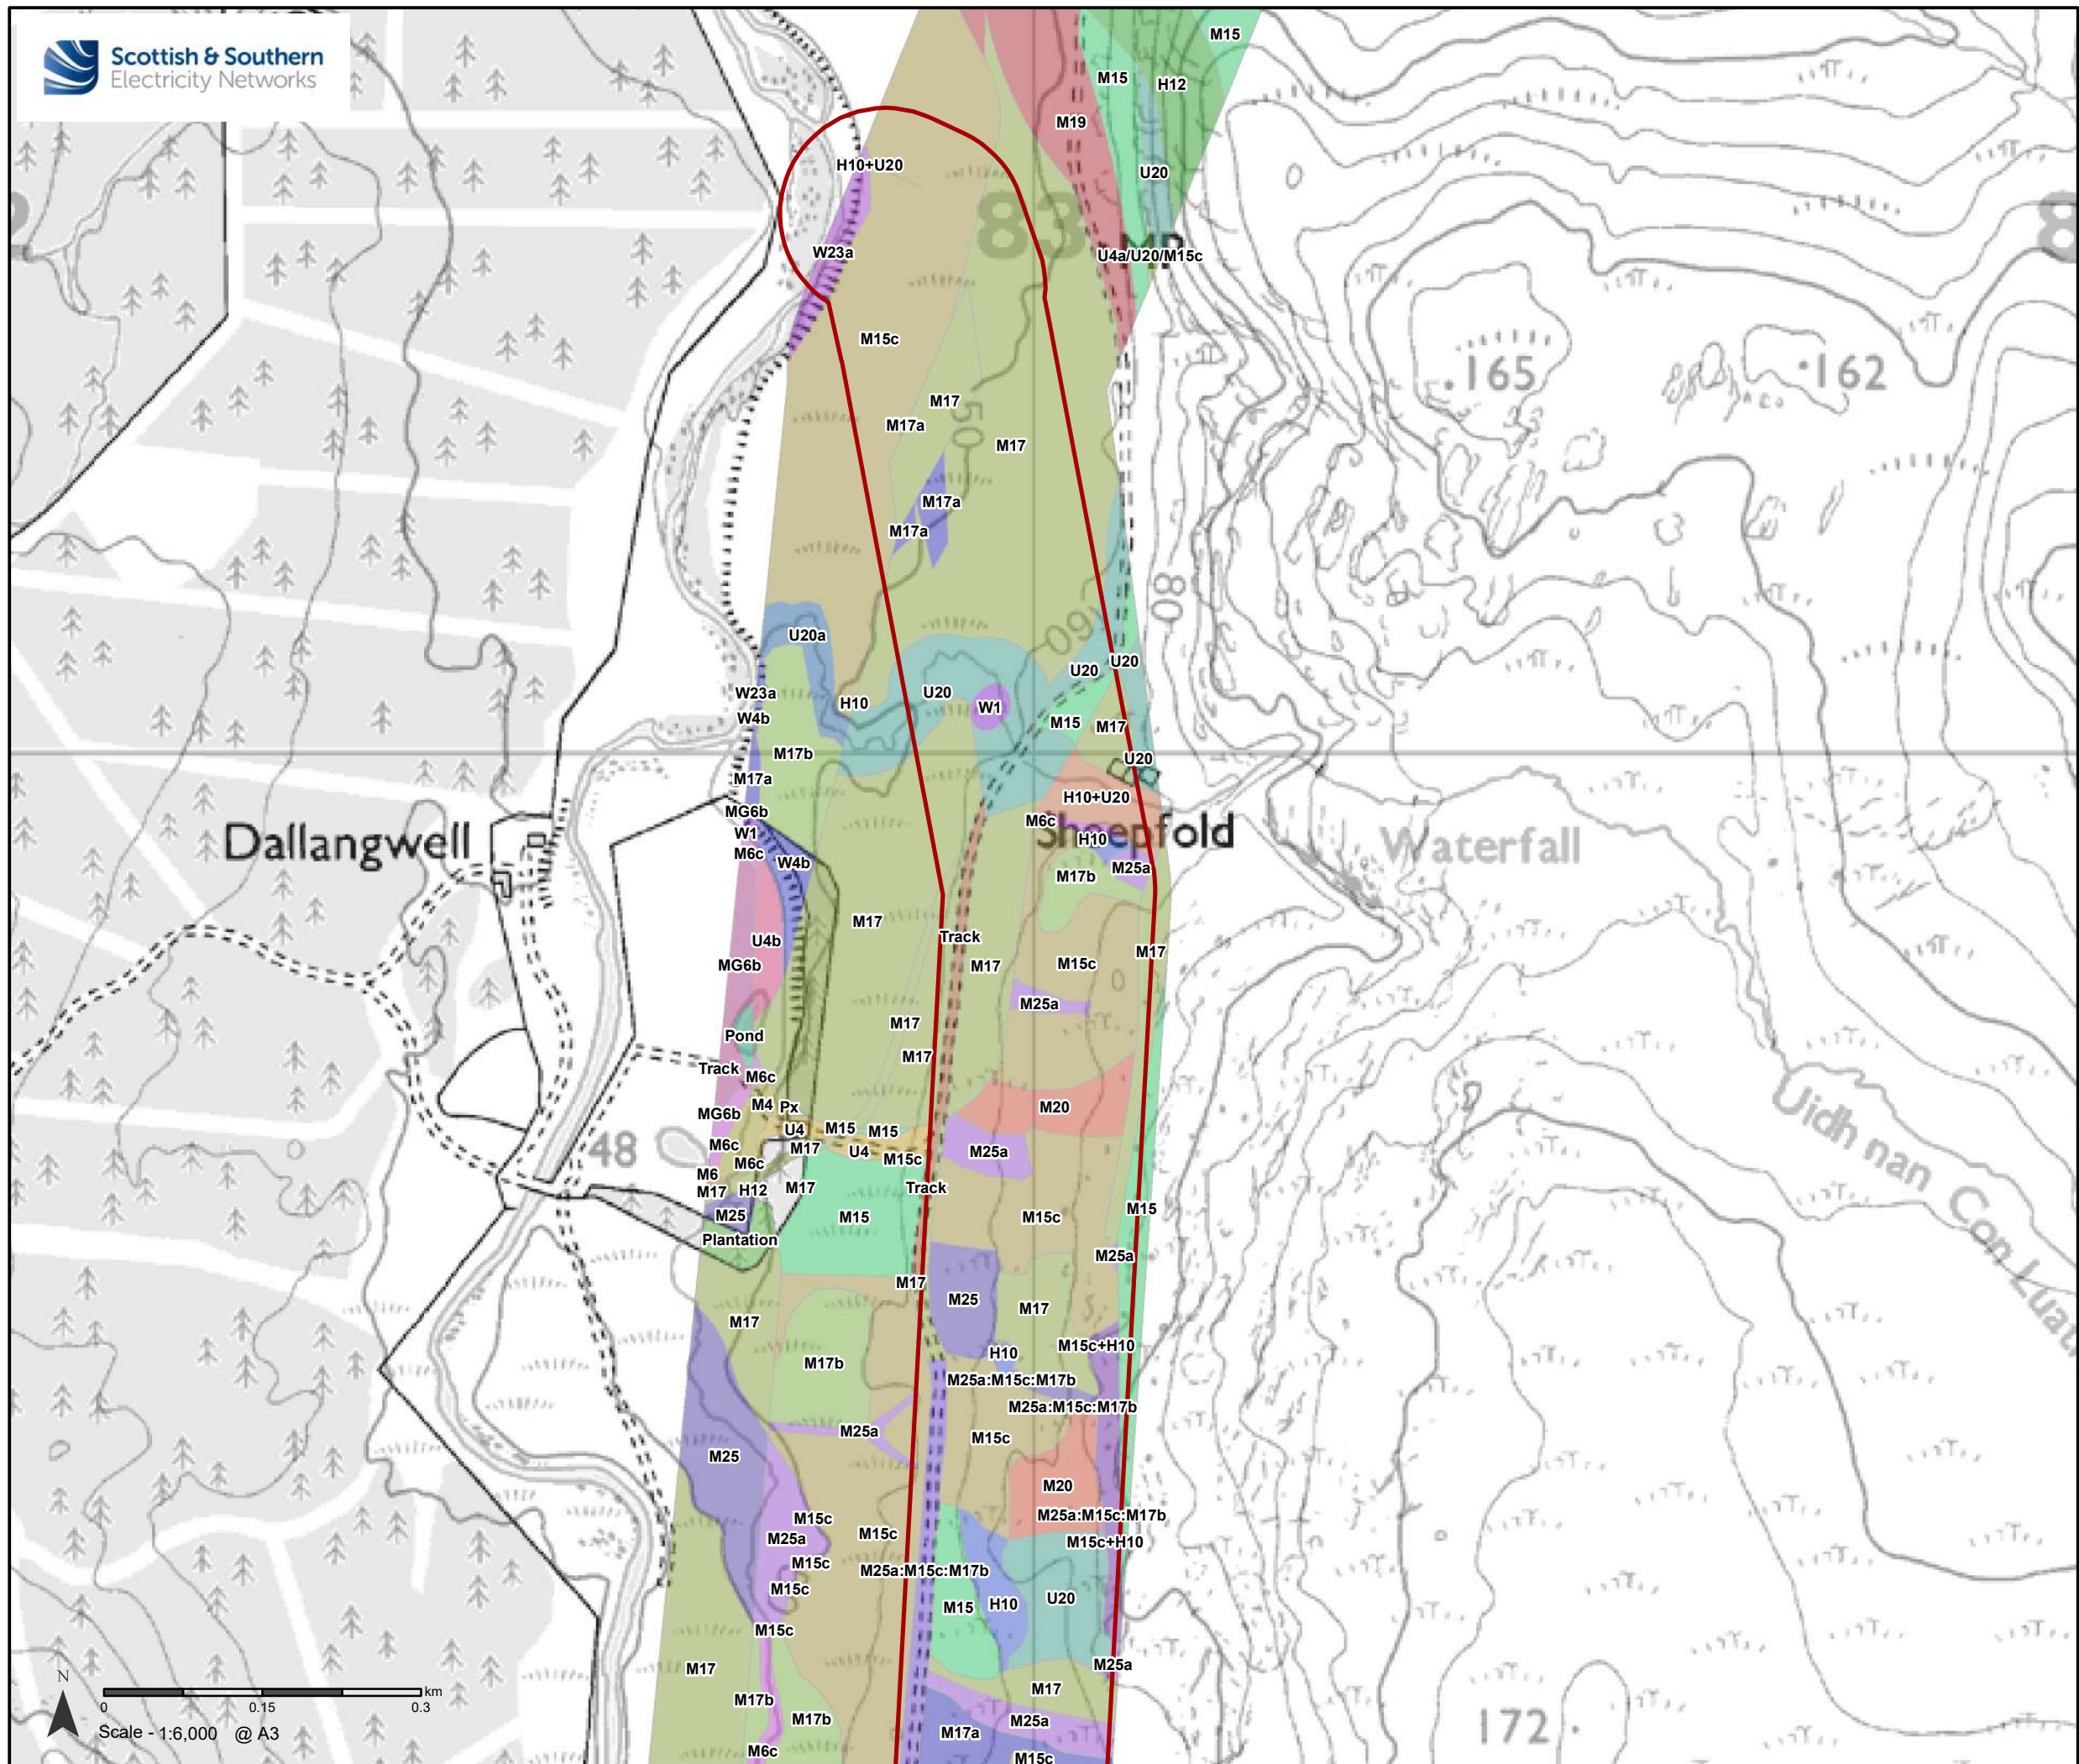 Scottish & Southern
Electricity Networks
M15
M15
H12
M19
H10+U20
U20
83
W23a
U4a/U20/M15c
M15c
165
162
M17
M17a
50
M17
M17a
M17a
80
60
U20a
U20
U20
W23a
U20
H10
W1
W4b
M15
M17
M17b
U20
M17a
H10+U20
MG6b
M6c
W1
Sheepfold
Dallangwell
H10
Waterfall
M6c
W4b
M25a
M17b
M17
U4b
Track
M17
MG6b
M17
M15c
M25a
M17
Pond
M17
Track
M6c
M4
Px
M20
MG6b
U4
M15
M15
M6c
M17
U4
M15c
M25a
48
M6c
M6
M17
H12
M17
Track
Uidh nan Con Luath
M25
M15
M15c
M15
Plantation
M25a
M17
M25
M17
M17
M15c+H10
H10
M17b
M25a:M15c:M17b
M25a:M15c:M17b
M25a
M15c
M25
M20
M15c
M25a:M15c:M17b
M15c
M25a
M15c+H10
M15c
M25a:M15c:M17b
M15c
U20
M15
H10
M15c
M25a
M17
M17
M17b
M17b
M25a
M17a
172
M6c
M15c
N
km
0
0.15
0.3
Scale - 1:6,000 @ A3